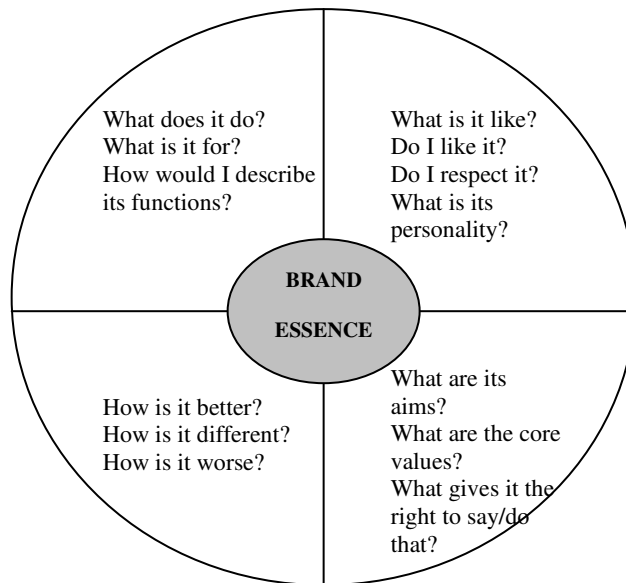 What does it do?
What is it for?
How would I describe
its functions?
What is it like?
Do I like it?
Do I respect it?
What is its
personality?
BRAND
ESSENCE
How is it better?
How is it different?
How is it worse?
What are its
aims?
What are the core
values?
What gives it the
right to say/do
that?